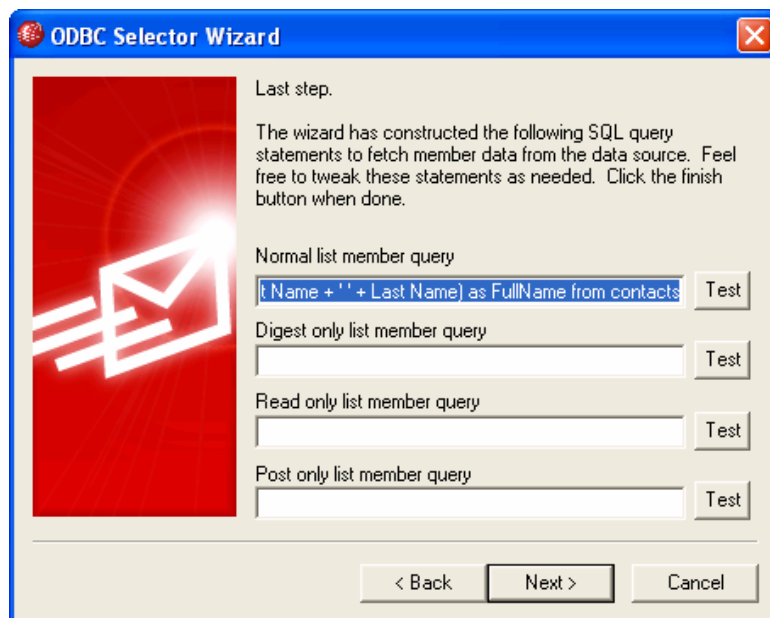 ODBC Selector Wizard
Last step.
The wizard has constructed the following SQL query
statements to fetch member data from the data source.  Feel
free to tweak these statements as needed.  Click the finish
button when done.
Normal list member query
t Name + ' ' + Last Name) as FullName from contacts
Test
Digest only list member query
Test
Read only list member query
Test
Post only list member query
Test
< Back
Next >
Cancel